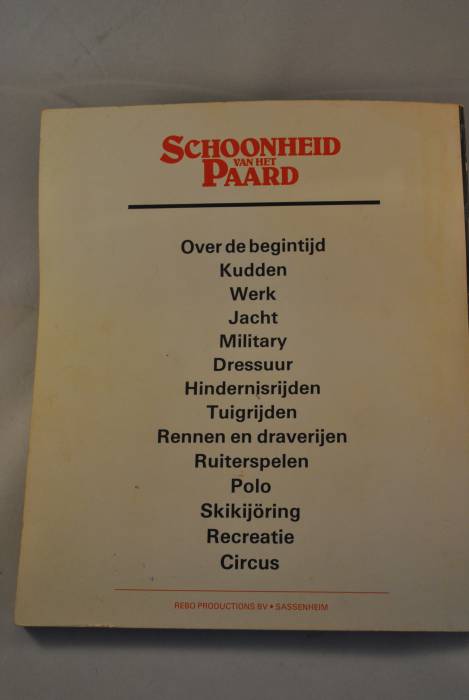 SCHOONHEID
VAN HET
PAARD
Over de begintijd
Kudden
Werk
Jacht
Military
Dressuur
Hindernisrijden
Tuigrijden
Rennen en draverijen
Ruiterspelen
Polo
Skikijöring
Recreatie
Circus
REBO PRODUCTIONS BV • SASSENHEIM